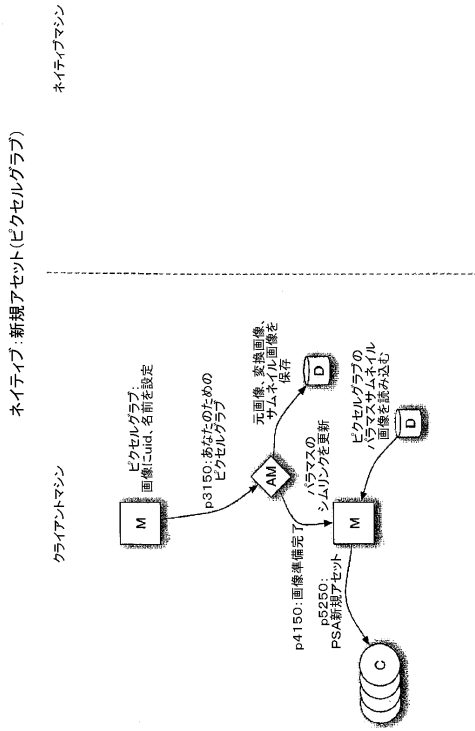 ネイティブ:新規アセット(ピクセルグラブ)
クライアントマシン
ネイティブマシン
M
ピクセルグラブ:
画像にuid、名前を設定
p3150:あなたのための
ピクセルグラブ
AM
元画像、変換画像、
サムネイル画像を
保存
D
p4150:画像準備完了
パラマスの
シムリンクを更新
M
ピクセルグラブの
パラマスサムネイル
画像を読み込む
D
p5250:
PSA新規アセット
C